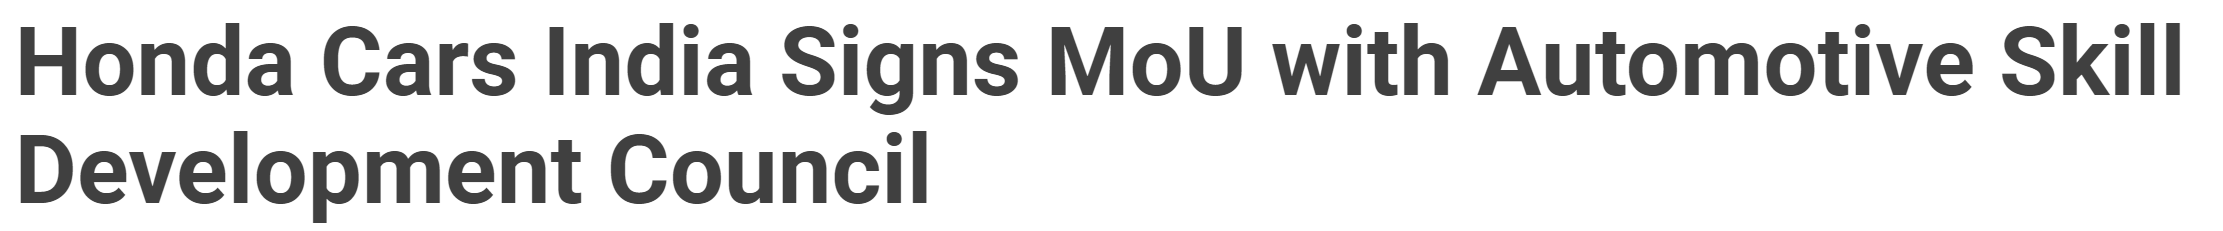 Honda Cars India Signs MoU with Automotive Skill
Development Council